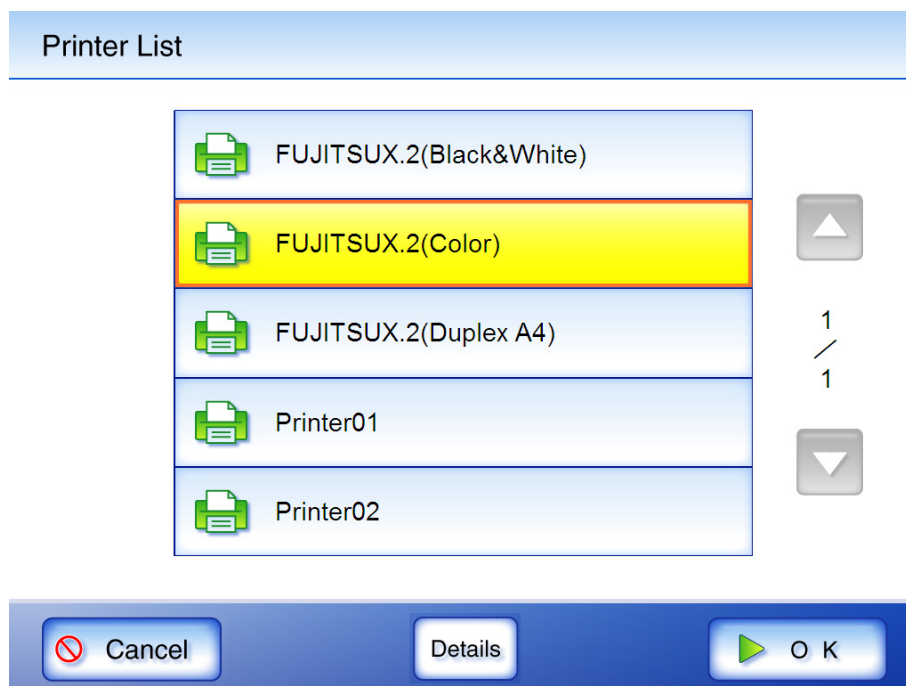 Printer List
FUJITSUX.2(Black&White)
FUJITSUX.2(Color)
FUJITSUX.2(Duplex A4)
Printer01
Printer02
1
/
1
Cancel
Details
O K